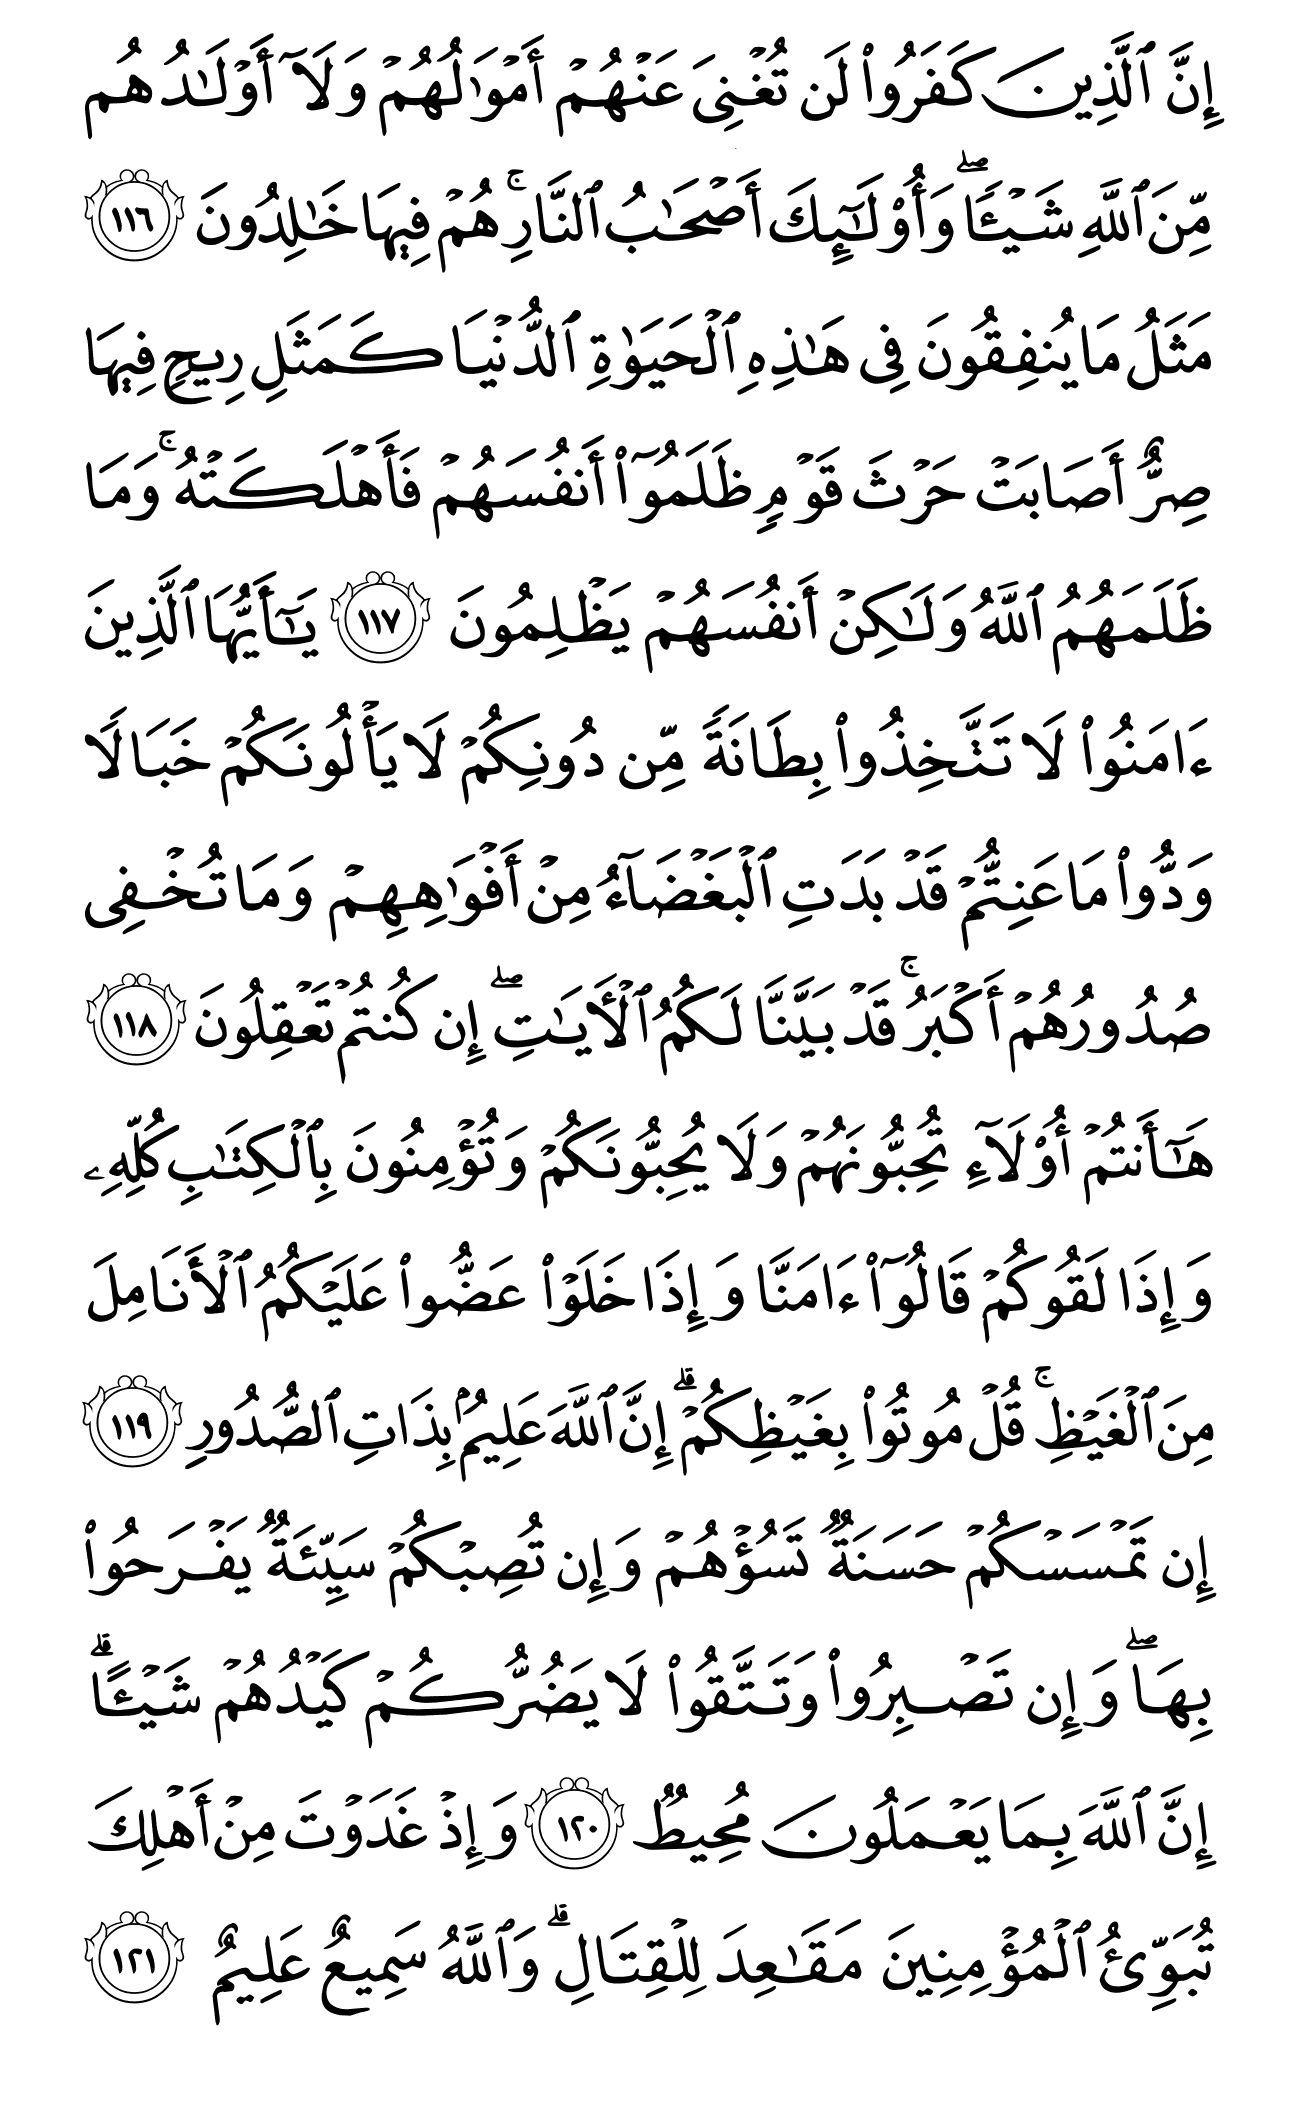 إِنَّ ٱلَّذِينَ كَفَرُوا۟ لَن تُغْنِىَ عَنْهُمْ أَمْوَٰلُهُمْ وَلَآ أَوْلَـٰدُهُم
مِّنَ ٱللَّهِ شَيْـًٔا ۖ وَأُو۟لَـٰٓئِكَ أَصْحَـٰبُ ٱلنَّارِ ۚ هُمْ فِيهَا خَـٰلِدُونَ ١١٦
مَثَلُ مَا يُنفِقُونَ فِى هَـٰذِهِ ٱلْحَيَوٰةِ ٱلدُّنْيَا كَمَثَلِ رِيحٍ فِيهَا
صِرٌّ أَصَابَتْ حَرْثَ قَوْمٍ ظَلَمُوٓا۟ أَنفُسَهُمْ فَأَهْلَكَتْهُ ۚ وَمَا
ظَلَمَهُمُ ٱللَّهُ وَلَـٰكِنْ أَنفُسَهُمْ يَظْلِمُونَ ١١٧ يَـٰٓأَيُّهَا ٱلَّذِينَ
ءَامَنُوا۟ لَا تَتَّخِذُوا۟ بِطَانَةً مِّن دُونِكُمْ لَا يَأْلُونَكُمْ خَبَالًا
وَدُّوا۟ مَا عَنِتُّمْ قَدْ بَدَتِ ٱلْبَغْضَآءُ مِنْ أَفْوَٰهِهِمْ وَمَا تُخْفِى
صُدُورُهُمْ أَكْبَرُ ۚ قَدْ بَيَّنَّا لَكُمُ ٱلْـَٔايَـٰتِ ۖ إِن كُنتُمْ تَعْقِلُونَ ١١٨
هَـٰٓأَنتُمْ أُو۟لَآءِ تُحِبُّونَهُمْ وَلَا يُحِبُّونَكُمْ وَتُؤْمِنُونَ بِٱلْكِتَـٰبِ كُلِّهِۦ
وَإِذَا لَقُوكُمْ قَالُوٓا۟ ءَامَنَّا وَإِذَا خَلَوْا۟ عَضُّوا۟ عَلَيْكُمُ ٱلْأَنَامِلَ
مِنَ ٱلْغَيْظِ ۚ قُلْ مُوتُوا۟ بِغَيْظِكُمْ ۗ إِنَّ ٱللَّهَ عَلِيمٌۢ بِذَاتِ ٱلصُّدُورِ ١١٩
إِن تَمْسَسْكُمْ حَسَنَةٌ تَسُؤْهُمْ وَإِن تُصِبْكُمْ سَيِّئَةٌ يَفْرَحُوا۟
بِهَا ۖ وَإِن تَصْبِرُوا۟ وَتَتَّقُوا۟ لَا يَضُرُّكُمْ كَيْدُهُمْ شَيْـًٔا ۗ
إِنَّ ٱللَّهَ بِمَا يَعْمَلُونَ مُحِيطٌ ١٢٠ وَإِذْ غَدَوْتَ مِنْ أَهْلِكَ
تُبَوِّئُ ٱلْمُؤْمِنِينَ مَقَـٰعِدَ لِلْقِتَالِ ۗ وَٱللَّهُ سَمِيعٌ عَلِيمٌ ١٢١